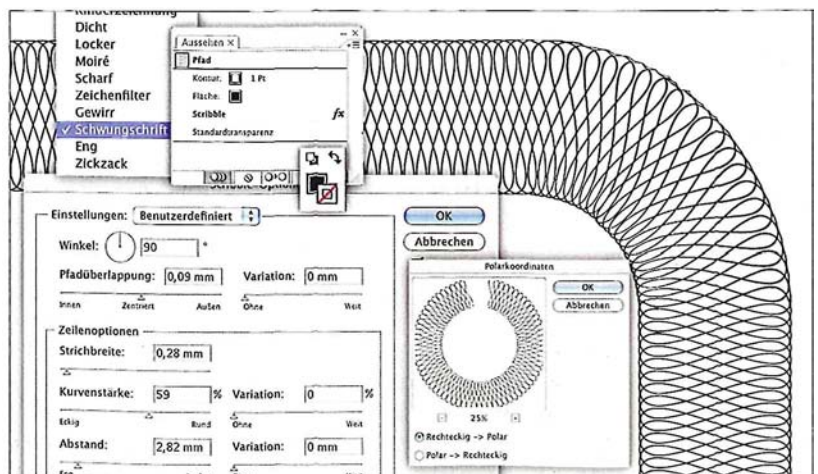 Kinderzeichnung
Dicht
Locker
Moiré
Scharf
Zeichenfilter
Gewirr
✓ Schwungschrift
Eng
Zickzack
Aussehen ×
Pfad
Kontur: 1 Pt
Fläche:
Scribble fx
Standardtransparenz
Einstellungen: Benutzerdefiniert
Winkel: 90 °
Pfadüberlappung: 0,09 mm Variation: 0 mm
Innen Zentriert Außen Ohne Weit
Zeilenoptionen
Strichbreite: 0,28 mm
Kurvenstärke: 59 % Variation: 0 %
Eckig Rund Ohne Weit
Abstand: 2,82 mm Variation: 0 mm
OK
Abbrechen
Polarkoordinaten
OK
Abbrechen
25%
Rechteckig -> Polar
Polar -> Rechteckig